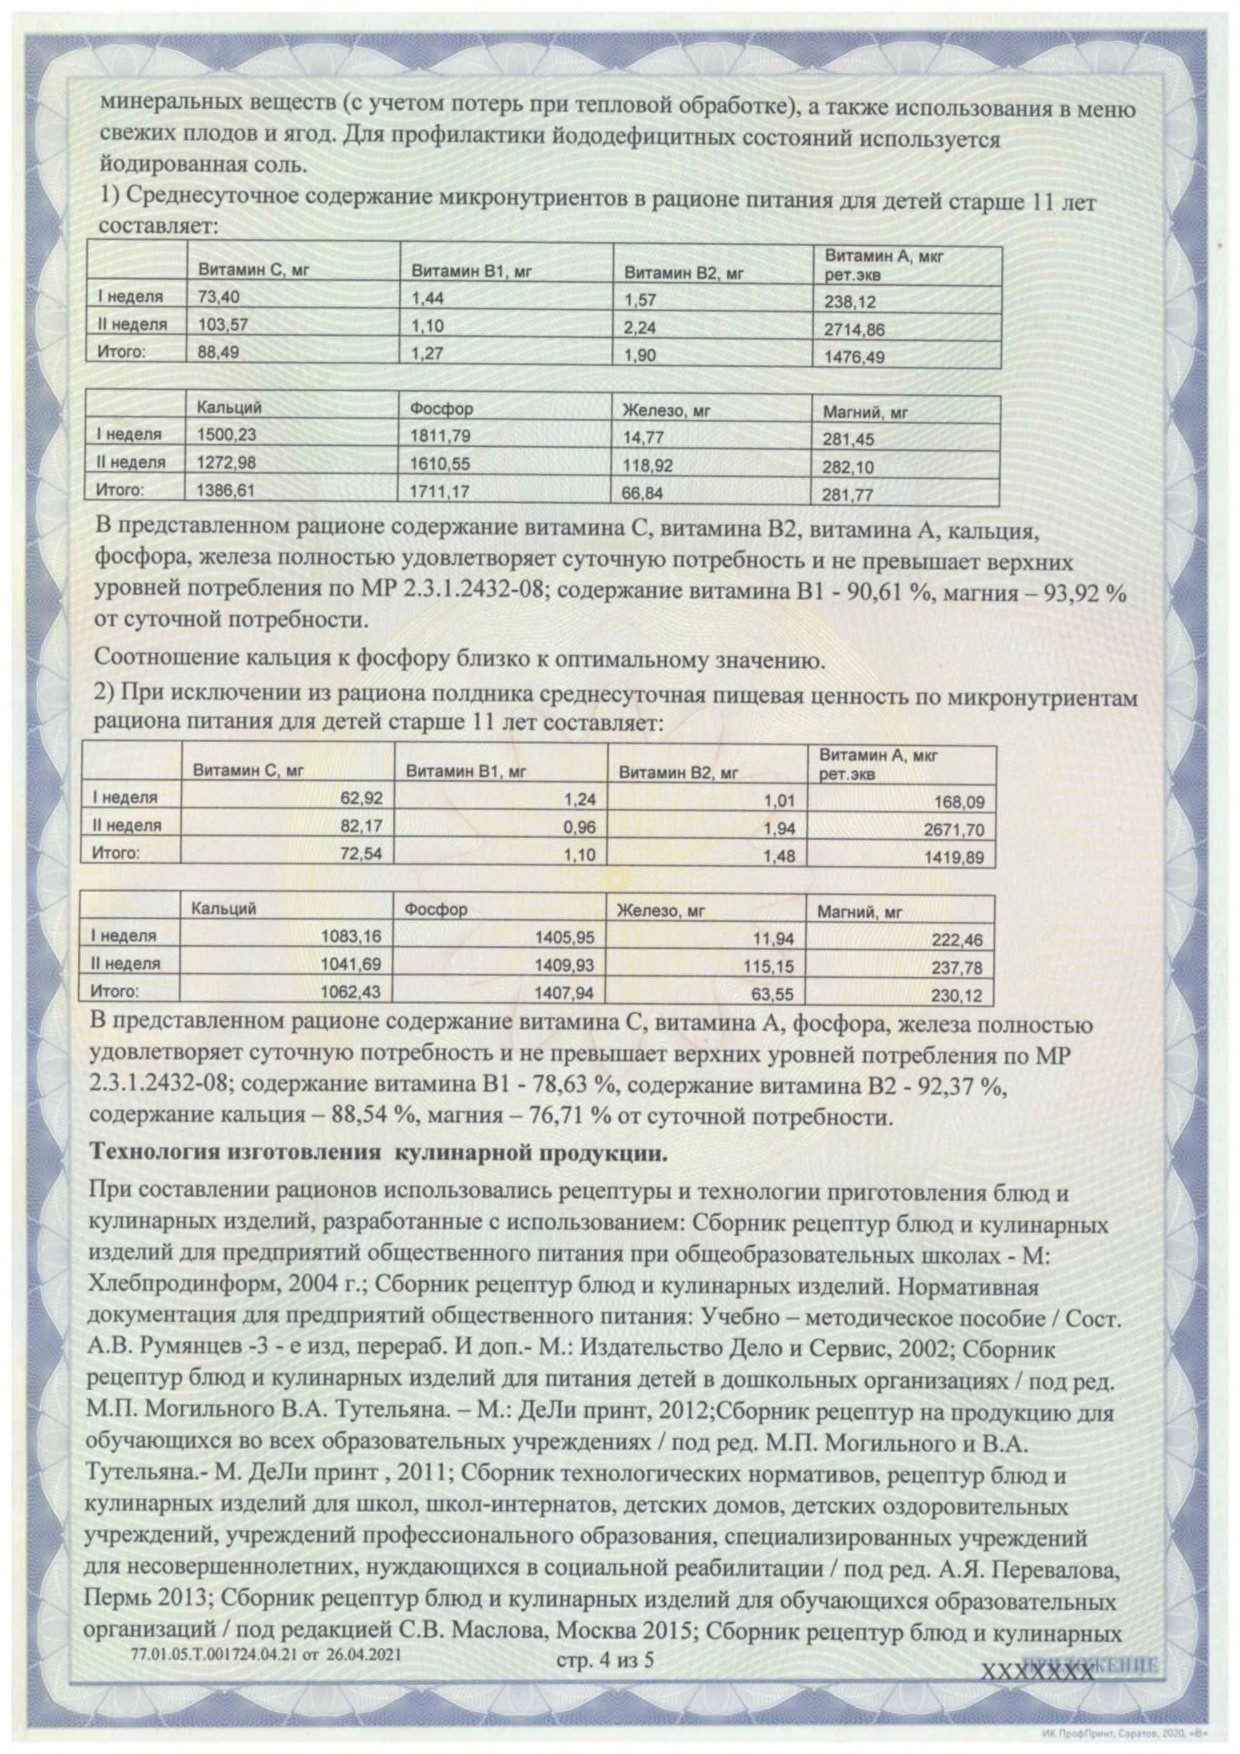 минеральных веществ (с учетом потерь при тепловой обработке), а также использования в меню
свежих плодов и ягод. Для профилактики йододефицитных состояний используется
йодированная соль.
1) Среднесуточное содержание микронутриентов в рационе питания для детей старше 11 лет
составляет:
Витамин С, мг Витамин В1, мг Витамин В2, мг Витамин А, мкг рет.экв
I неделя 73,40 1,44 1,57 238,12
II неделя 103,57 1,10 2,24 2714,86
Итого: 88,49 1,27 1,90 1476,49
Кальций Фосфор Железо, мг Магний, мг
I неделя 1500,23 1811,79 14,77 281,45
II неделя 1272,98 1610,55 118,92 282,10
Итого: 1386,61 1711,17 66,84 281,77
В представленном рационе содержание витамина С, витамина В2, витамина А, кальция,
фосфора, железа полностью удовлетворяет суточную потребность и не превышает верхних
уровней потребления по МР 2.3.1.2432-08; содержание витамина В1 - 90,61 %, магния – 93,92 %
от суточной потребности.
Соотношение кальция к фосфору близко к оптимальному значению.
2) При исключении из рациона полдника среднесуточная пищевая ценность по микронутриентам
рациона питания для детей старше 11 лет составляет:
Витамин С, мг Витамин В1, мг Витамин В2, мг Витамин А, мкг рет.экв
I неделя 62,92 1,24 1,01 168,09
II неделя 82,17 0,96 1,94 2671,70
Итого: 72,54 1,10 1,48 1419,89
Кальций Фосфор Железо, мг Магний, мг
I неделя 1083,16 1405,95 11,94 222,46
II неделя 1041,69 1409,93 115,15 237,78
Итого: 1062,43 1407,94 63,55 230,12
В представленном рационе содержание витамина С, витамина А, фосфора, железа полностью
удовлетворяет суточную потребность и не превышает верхних уровней потребления по МР
2.3.1.2432-08; содержание витамина В1 - 78,63 %, содержание витамина В2 - 92,37 %,
содержание кальция – 88,54 %, магния – 76,71 % от суточной потребности.
Технология изготовления кулинарной продукции.
При составлении рационов использовались рецептуры и технологии приготовления блюд и
кулинарных изделий, разработанные с использованием: Сборник рецептур блюд и кулинарных
изделий для предприятий общественного питания при общеобразовательных школах - М:
Хлебпродинформ, 2004 г.; Сборник рецептур блюд и кулинарных изделий. Нормативная
документация для предприятий общественного питания: Учебно – методическое пособие / Сост.
А.В. Румянцев -3 - е изд, перераб. И доп.- М.: Издательство Дело и Сервис, 2002; Сборник
рецептур блюд и кулинарных изделий для питания детей в дошкольных организациях / под ред.
М.П. Могильного В.А. Тутельяна. – М.: ДеЛи принт, 2012;Сборник рецептур на продукцию для
обучающихся во всех образовательных учреждениях / под ред. М.П. Могильного и В.А.
Тутельяна.- М. ДеЛи принт , 2011; Сборник технологических нормативов, рецептур блюд и
кулинарных изделий для школ, школ-интернатов, детских домов, детских оздоровительных
учреждений, учреждений профессионального образования, специализированных учреждений
для несовершеннолетних, нуждающихся в социальной реабилитации / под ред. А.Я. Перевалова,
Пермь 2013; Сборник рецептур блюд и кулинарных изделий для обучающихся образовательных
организаций / под редакцией С.В. Маслова, Москва 2015; Сборник рецептур блюд и кулинарных
77.01.05.Т.001724.04.21 от 26.04.2021 стр. 4 из 5
XXXXXXX ПРИЛОЖЕНИЕ
ИК ПрофПринт, Саратов, 2020, «В»